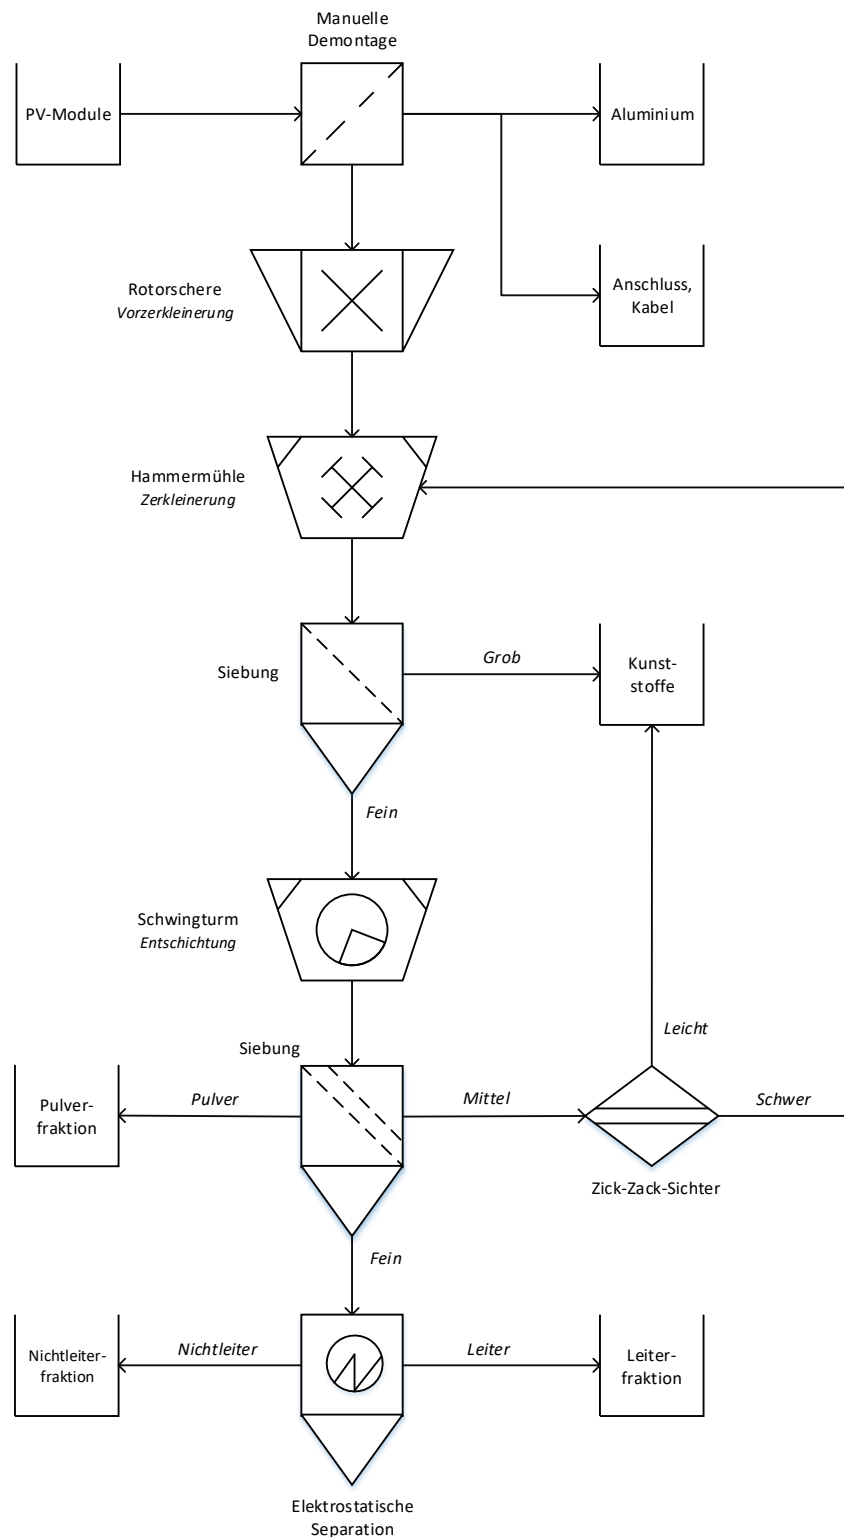 Manuelle
Demontage
PV-Module
Aluminium
Rotorschere
Vorzerkleinerung
Anschluss,
Kabel
Hammermühle
Zerkleinerung
Siebung
Grob
Kunst-
stoffe
Fein
Schwingturm
Entschichtung
Leicht
Siebung
Pulver-
fraktion
Pulver
Mittel
Schwer
Zick-Zack-Sichter
Fein
Nichtleiter-
fraktion
Nichtleiter
Leiter
Leiter-
fraktion
Elektrostatische
Separation